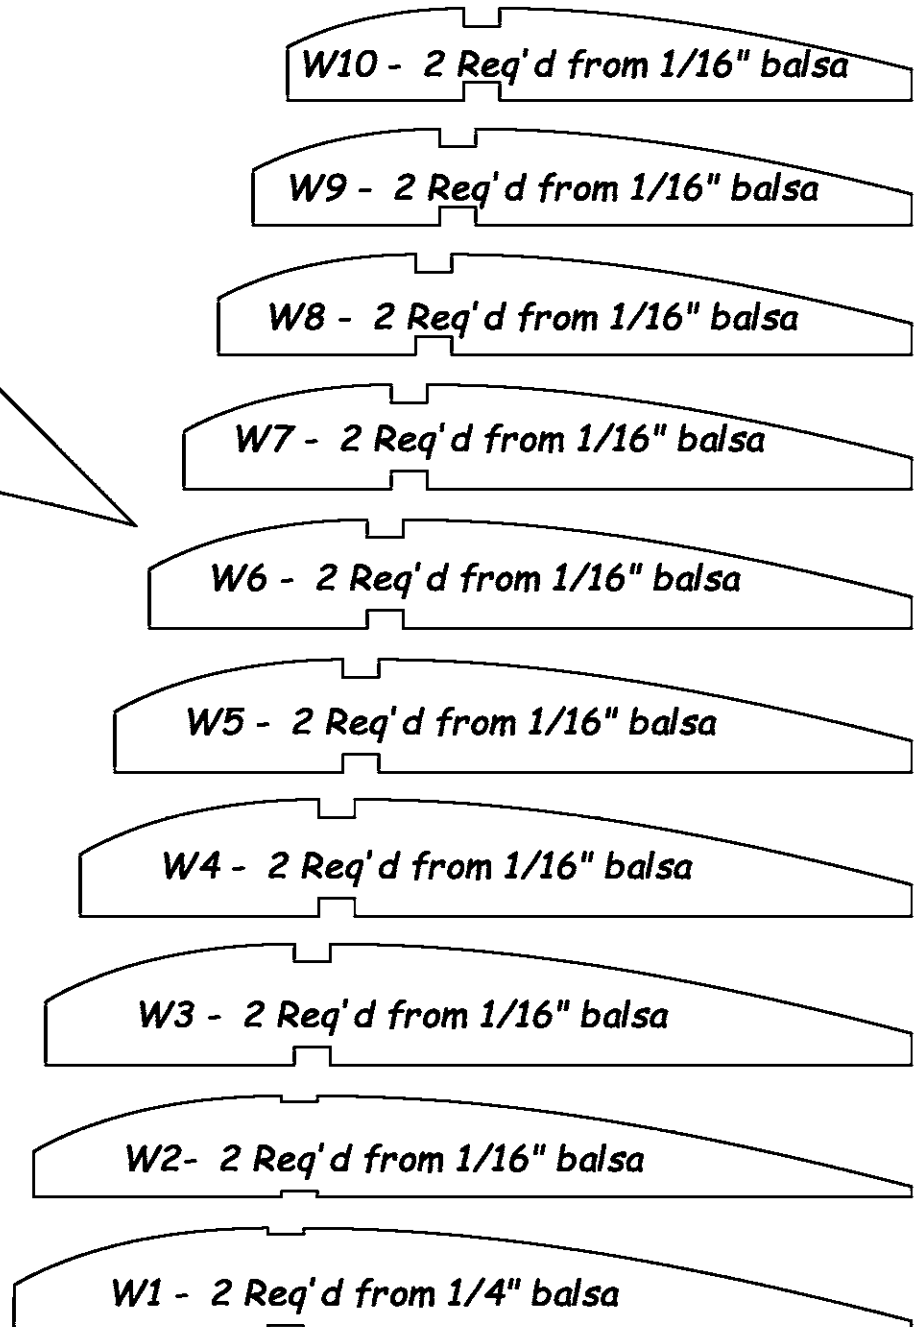 W10 - 2 Req'd from 1/16" balsa
W9 - 2 Req'd from 1/16" balsa
W8 - 2 Req'd from 1/16" balsa
W7 - 2 Req'd from 1/16" balsa
W6 - 2 Req'd from 1/16" balsa
W5 - 2 Req'd from 1/16" balsa
W4 - 2 Req'd from 1/16" balsa
W3 - 2 Req'd from 1/16" balsa
W2- 2 Req'd from 1/16" balsa
W1 - 2 Req'd from 1/4" balsa